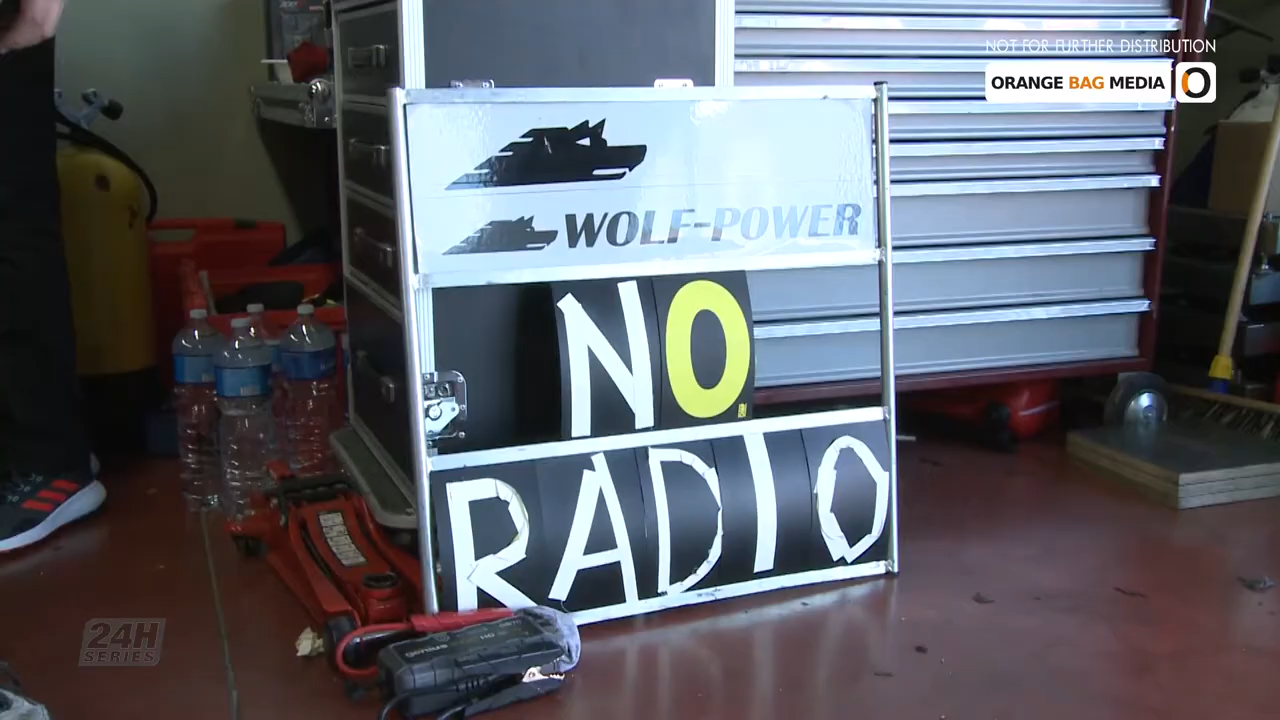 NOT FOR FURTHER DISTRIBUTION
ORANGE BAG MEDIA
WOLF-POWER
NO
RADIO
24H
SERIES